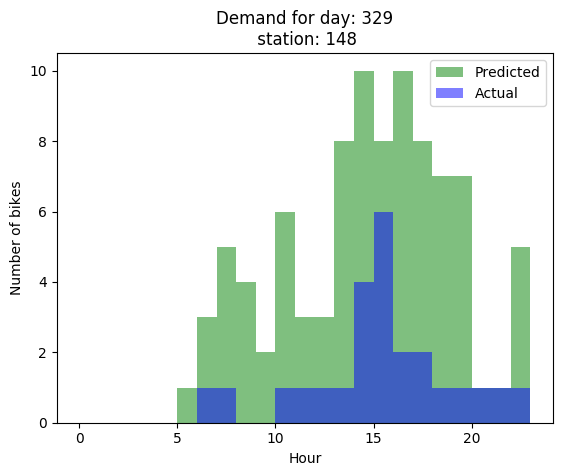 Demand for day: 329
station: 148
Predicted
Actual
10
8
6
4
2
0
Number of bikes
0 5 10 15 20
Hour